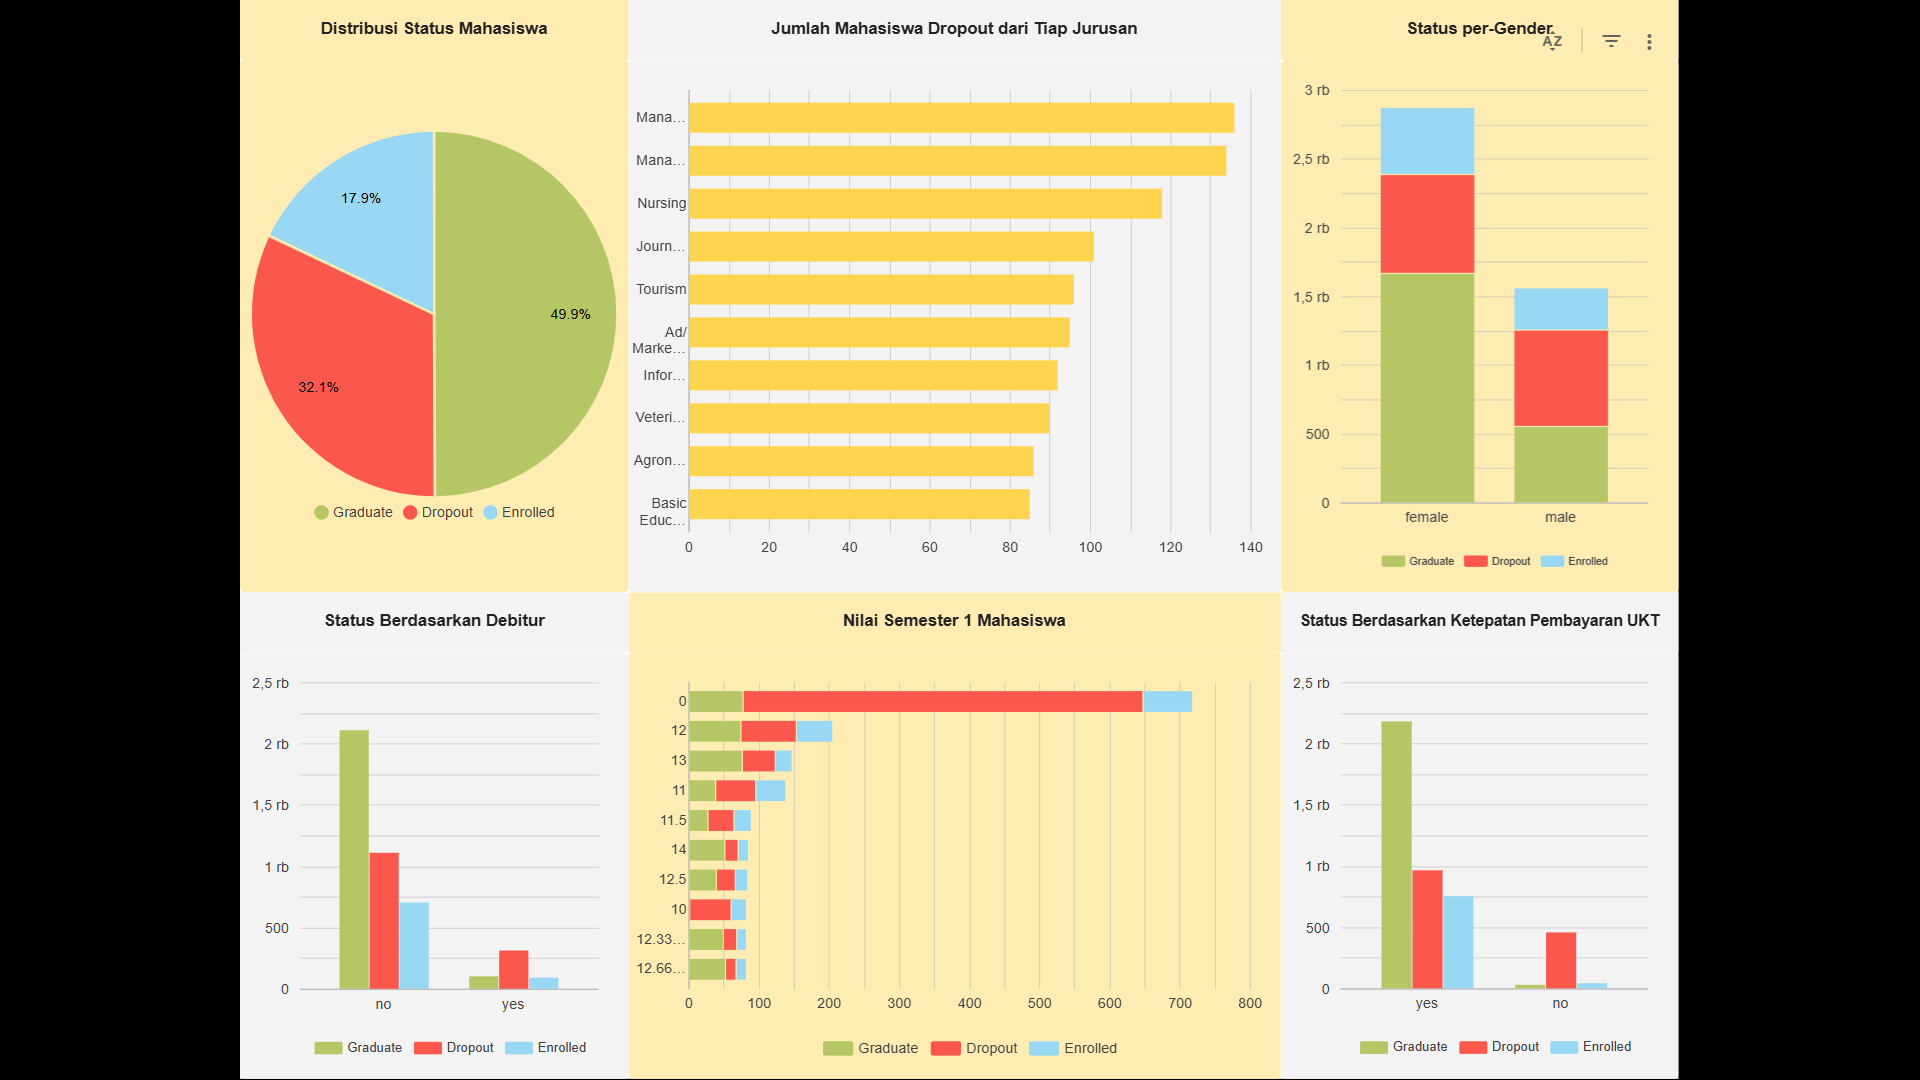 Distribusi Status Mahasiswa
17.9%
49.9%
32.1%
Graduate Dropout Enrolled
Jumlah Mahasiswa Dropout dari Tiap Jurusan
Mana...
Mana...
Nursing
Journ...
Tourism
Ad/
Marke...
Infor...
Veteri...
Agron...
Basic
Educ...
0 20 40 60 80 100 120 140
Status per-Gender
AZ
3 rb
2,5 rb
2 rb
1,5 rb
1 rb
500
0
female male
Graduate Dropout Enrolled
Status Berdasarkan Debitur
2,5 rb
2 rb
1,5 rb
1 rb
500
0
no yes
Graduate Dropout Enrolled
Nilai Semester 1 Mahasiswa
0
12
13
11
11.5
14
12.5
10
12.33...
12.66...
0 100 200 300 400 500 600 700 800
Graduate Dropout Enrolled
Status Berdasarkan Ketepatan Pembayaran UKT
2,5 rb
2 rb
1,5 rb
1 rb
500
0
yes no
Graduate Dropout Enrolled